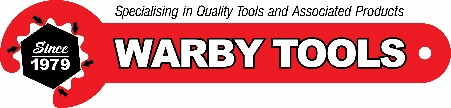 Specialising in Quality Tools and Associated Products
Since
1979
WARBY TOOLS